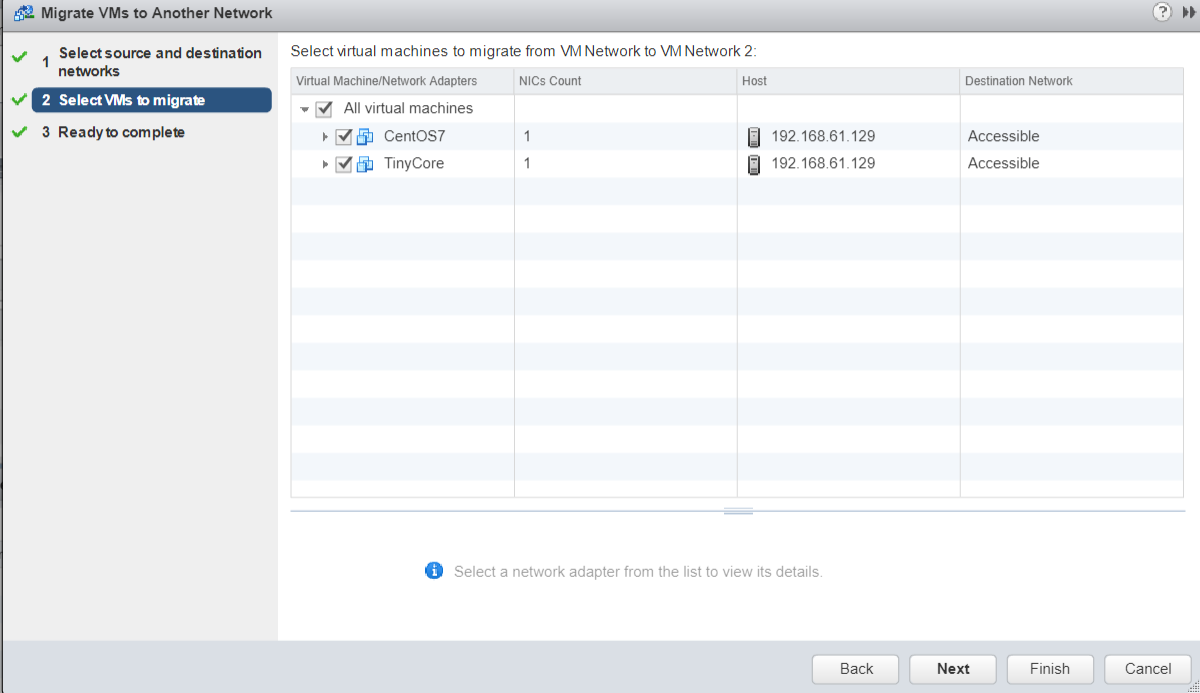 Migrate VMs to Another Network
?
1 Select source and destination
networks
2 Select VMs to migrate
3 Ready to complete
Select virtual machines to migrate from VM Network to VM Network 2:
Virtual Machine/Network Adapters NICs Count Host Destination Network
All virtual machines
CentOS7 1 192.168.61.129 Accessible
TinyCore 1 192.168.61.129 Accessible
Select a network adapter from the list to view its details.
Back Next Finish Cancel